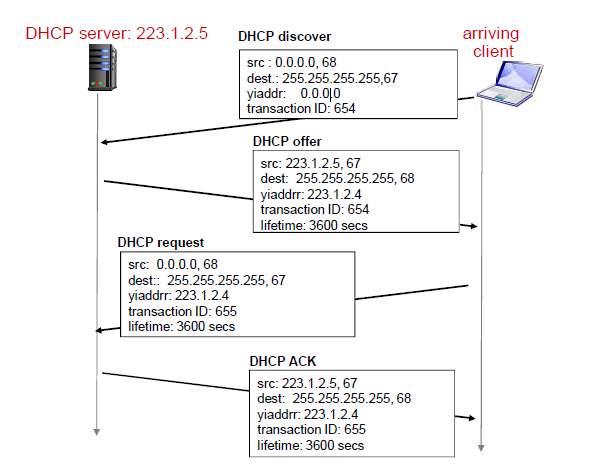 DHCP server: 223.1.2.5
DHCP discover
arriving
client
src : 0.0.0.0, 68
dest.: 255.255.255.255,67
yiaddr: 0.0.0.0
transaction ID: 654
DHCP offer
src: 223.1.2.5, 67
dest: 255.255.255.255, 68
yiaddrr: 223.1.2.4
transaction ID: 654
lifetime: 3600 secs
DHCP request
src: 0.0.0.0, 68
dest:: 255.255.255.255, 67
yiaddrr: 223.1.2.4
transaction ID: 655
lifetime: 3600 secs
DHCP ACK
src: 223.1.2.5, 67
dest: 255.255.255.255, 68
yiaddrr: 223.1.2.4
transaction ID: 655
lifetime: 3600 secs